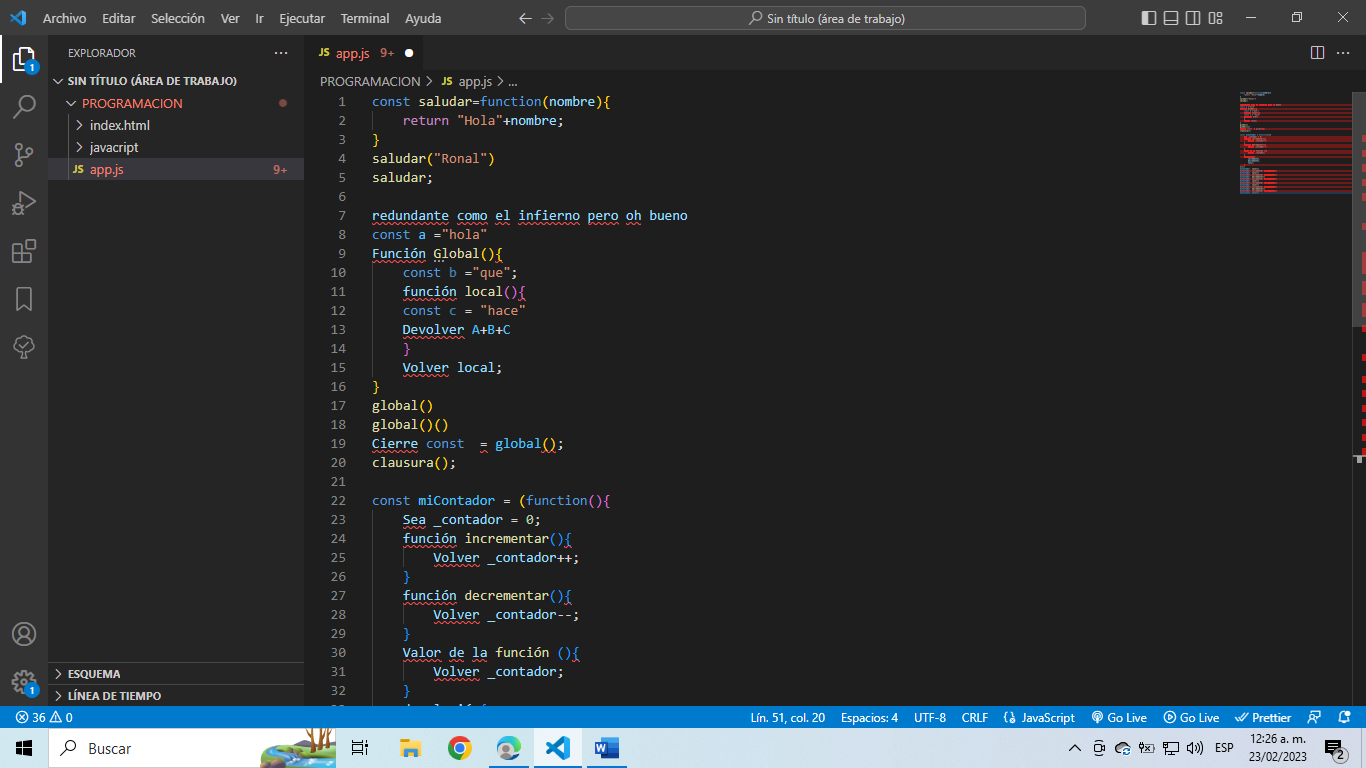 Archivo Editar Selección Ver Ir Ejecutar Terminal Ayuda
Sin título (área de trabajo)
EXPLORADOR ...
SIN TÍTULO (ÁREA DE TRABAJO)
PROGRAMACION
index.html
javacript
JS app.js 9+
ESQUEMA
LÍNEA DE TIEMPO
1
1
JS app.js 9+
PROGRAMACION > JS app.js > ...
1 const saludar=function(nombre){
2 return "Hola"+nombre;
3 }
4 saludar("Ronal")
5 saludar;
6
7 redundante como el infierno pero oh bueno
8 const a ="hola"
9 Función Global(){
10 const b ="que";
11 función local(){
12 const c = "hace"
13 Devolver A+B+C
14 }
15 Volver local;
16 }
17 global()
18 global()()
19 Cierre const  = global();
20 clausura();
21
22 const miContador = (function(){
23 Sea _contador = 0;
24 función incrementar(){
25 Volver _contador++;
26 }
27 función decrementar(){
28 Volver _contador--;
29 }
30 Valor de la función (){
31 Volver _contador;
32 }
36 0 Lín. 51, col. 20 Espacios: 4 UTF-8 CRLF JavaScript Go Live Go Live Prettier
Buscar
W
ESP
12:26 a. m.
23/02/2023
2